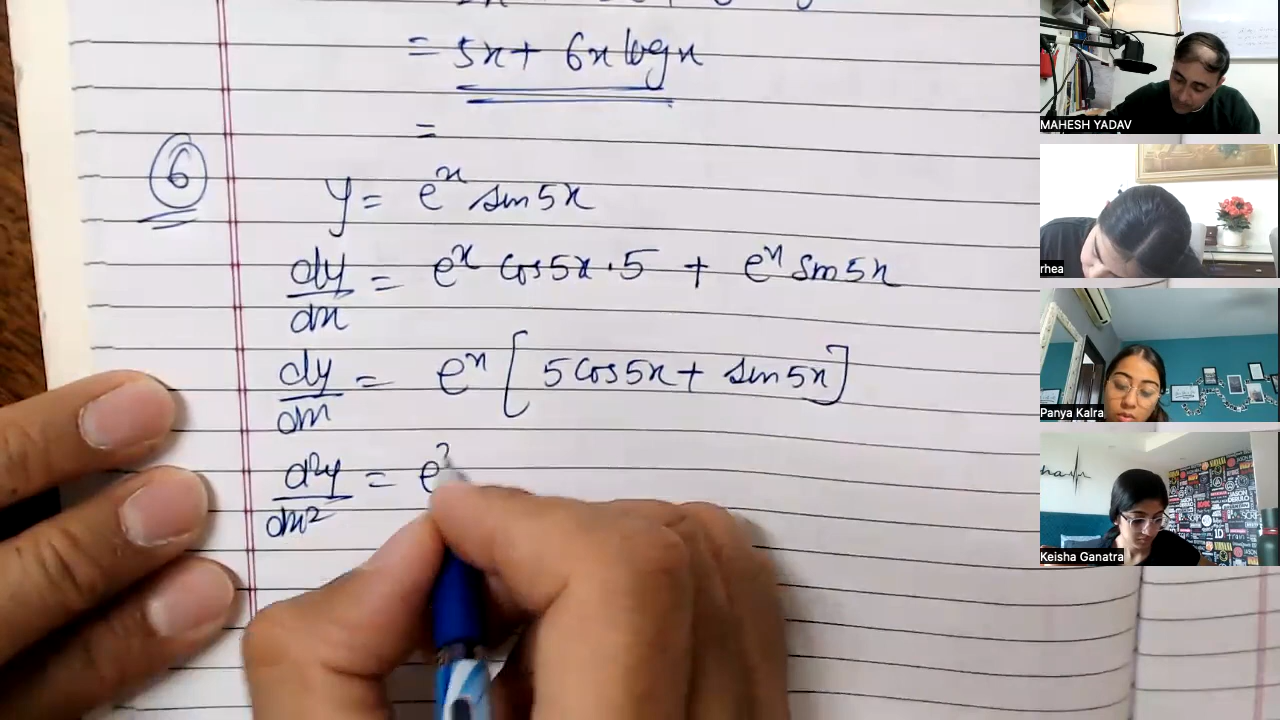 = 5x + 6x log x
=
6 y = e^x sin 5x
dy/dx = e^x cos 5x · 5 + e^x sin 5x
dy/dx = e^x [ 5 cos 5x + sin 5x ]
d²y/dx² = e
MAHESH YADAV
rhea
Panya Kalra
Keisha Ganatra